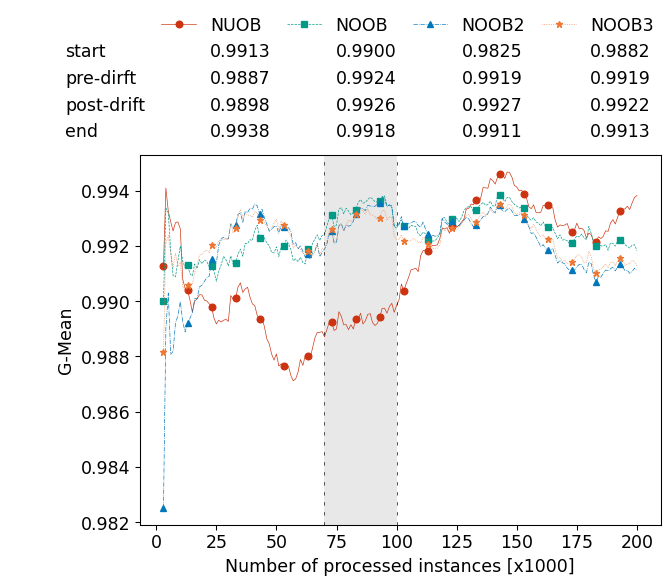 NUOB NOOB NOOB2 NOOB3
start 0.9913 0.9900 0.9825 0.9882
pre-dirft 0.9887 0.9924 0.9919 0.9919
post-drift 0.9898 0.9926 0.9927 0.9922
end 0.9938 0.9918 0.9911 0.9913
0.994
0.992
0.990
0.988
0.986
0.984
0.982
G-Mean
0 25 50 75 100 125 150 175 200
Number of processed instances [x1000]